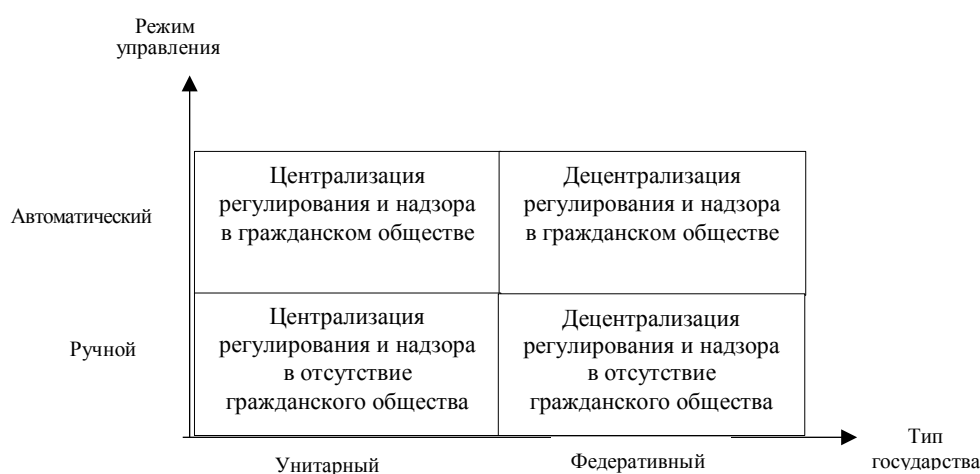 Режим
управления
Централизация
регулирования и надзора
в гражданском обществе
Децентрализация
регулирования и надзора
в гражданском обществе
Автоматический
Централизация
регулирования и надзора
в отсутствие
гражданского общества
Децентрализация
регулирования и надзора
в отсутствие
гражданского общества
Ручной
Тип
государства
Унитарный
Федеративный